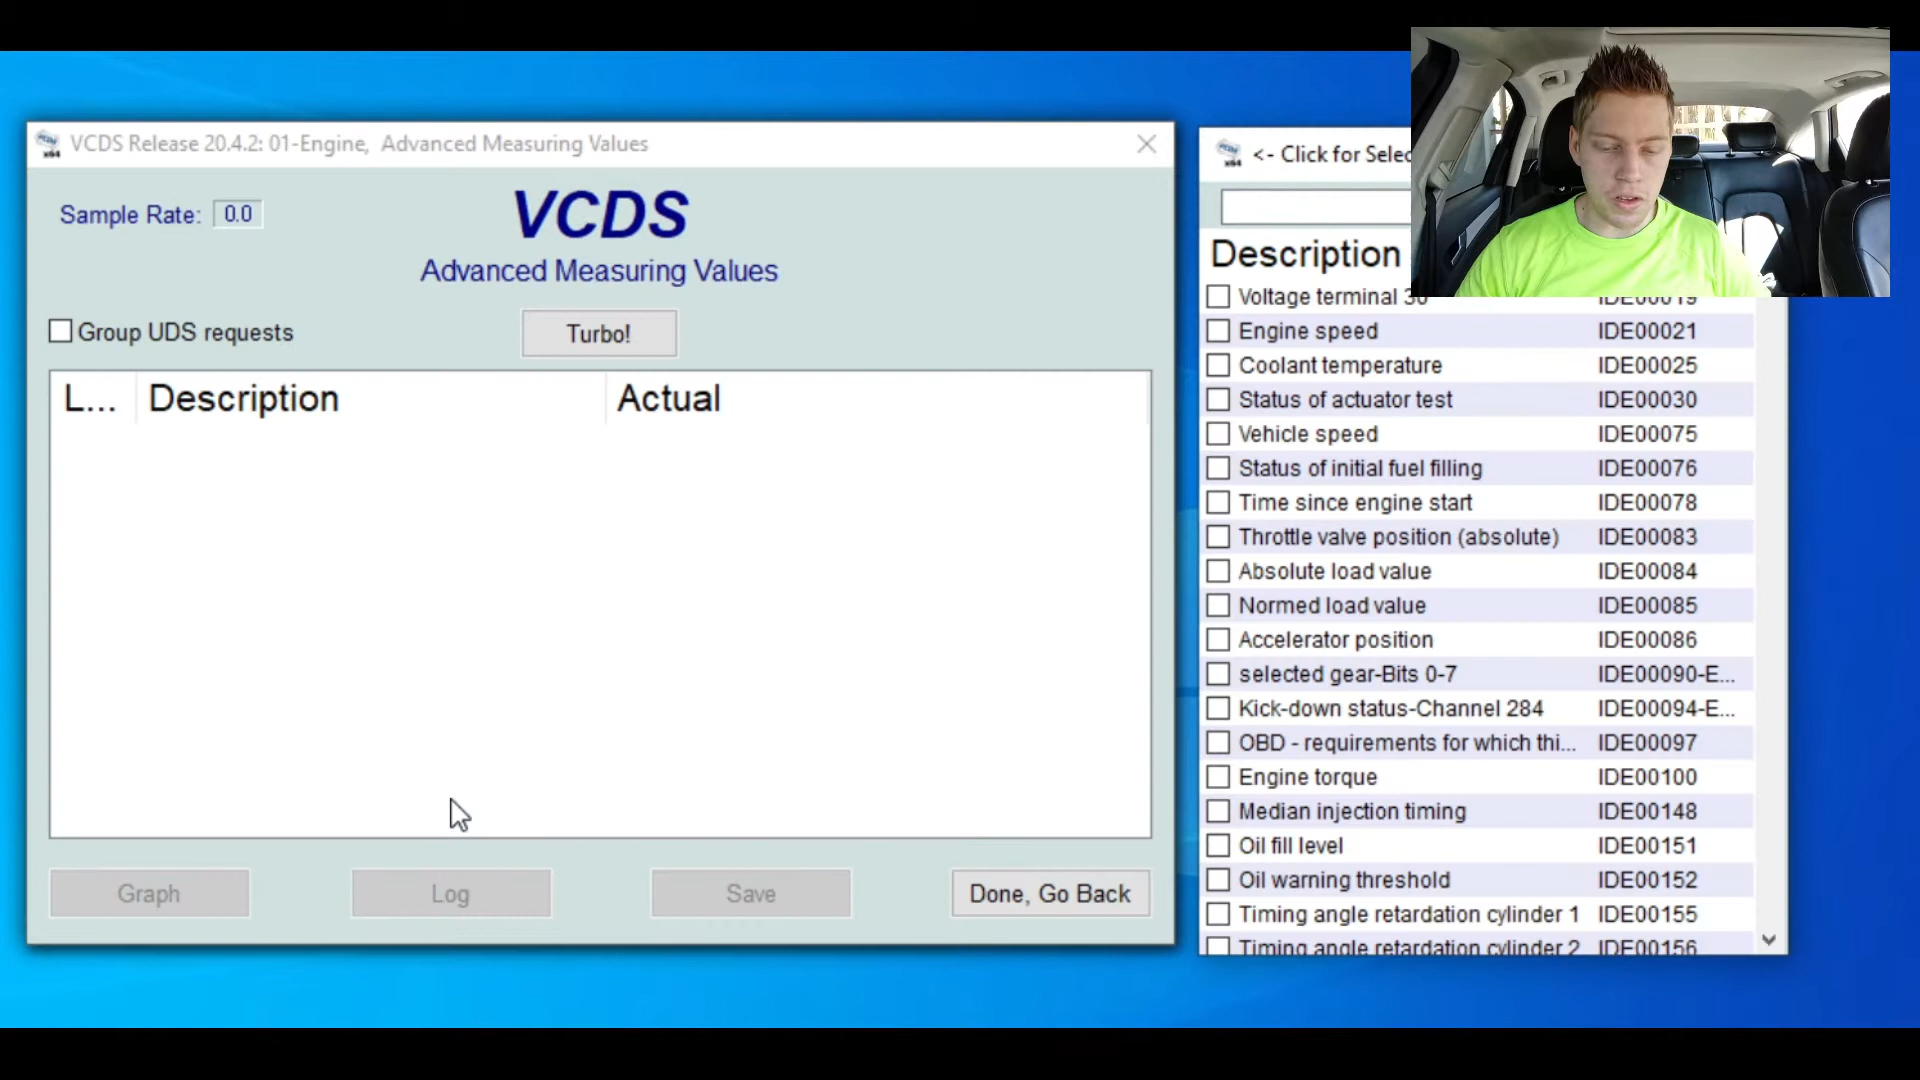 VCDS Release 20.4.2: 01-Engine, Advanced Measuring Values
Sample Rate: 0.0
VCDS
Advanced Measuring Values
Group UDS requests
Turbo!
L... Description Actual
Graph Log Save Done, Go Back
<- Click for
Description
Voltage terminal 30 IDE00019
Engine speed IDE00021
Coolant temperature IDE00025
Status of actuator test IDE00030
Vehicle speed IDE00075
Status of initial fuel filling IDE00076
Time since engine start IDE00078
Throttle valve position (absolute) IDE00083
Absolute load value IDE00084
Normed load value IDE00085
Accelerator position IDE00086
selected gear-Bits 0-7 IDE00090-E...
Kick-down status-Channel 284 IDE00094-E...
OBD - requirements for which thi... IDE00097
Engine torque IDE00100
Median injection timing IDE00148
Oil fill level IDE00151
Oil warning threshold IDE00152
Timing angle retardation cylinder 1 IDE00155
Timing angle retardation cylinder 2 IDE00156